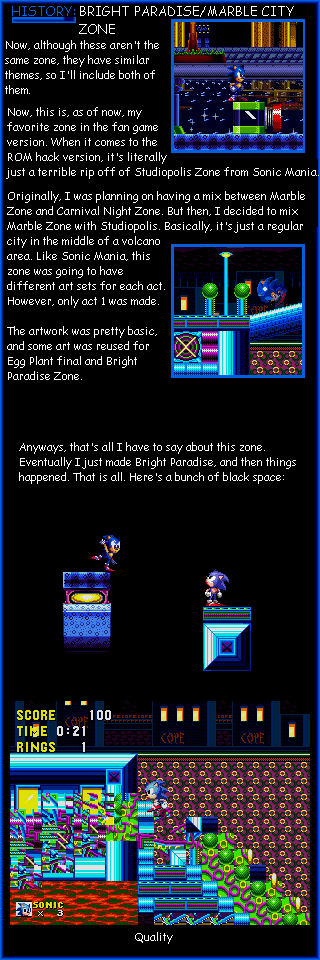 HISTORY: BRIGHT PARADISE/MARBLE CITY
ZONE
Now, although these aren't the
same zone, they have similar
themes, so I'll include both of
them.
Now, this is, as of now, my
favorite zone in the fan game
version. When it comes to the
ROM hack version, it's literally
just a terrible rip off of Studiopolis Zone from Sonic Mania.
Originally, I was planning on having a mix between Marble
Zone and Carnival Night Zone. But then, I decided to mix
Marble Zone with Studiopolis. Basically, it's just a regular
city in the middle of a volcano
area. Like Sonic Mania, this
zone was going to have
different art sets for each act.
However, only act 1 was made.
The artwork was pretty basic,
and some art was reused for
Egg Plant final and Bright
Paradise Zone.
Anyways, that's all I have to say about this zone.
Eventually I just made Bright Paradise, and then things
happened. That is all. Here's a bunch of black space:
SCORE 100
TIME 0:21
RINGS 1
COPE
COPE
COPE
SONIC
× 3
Quality